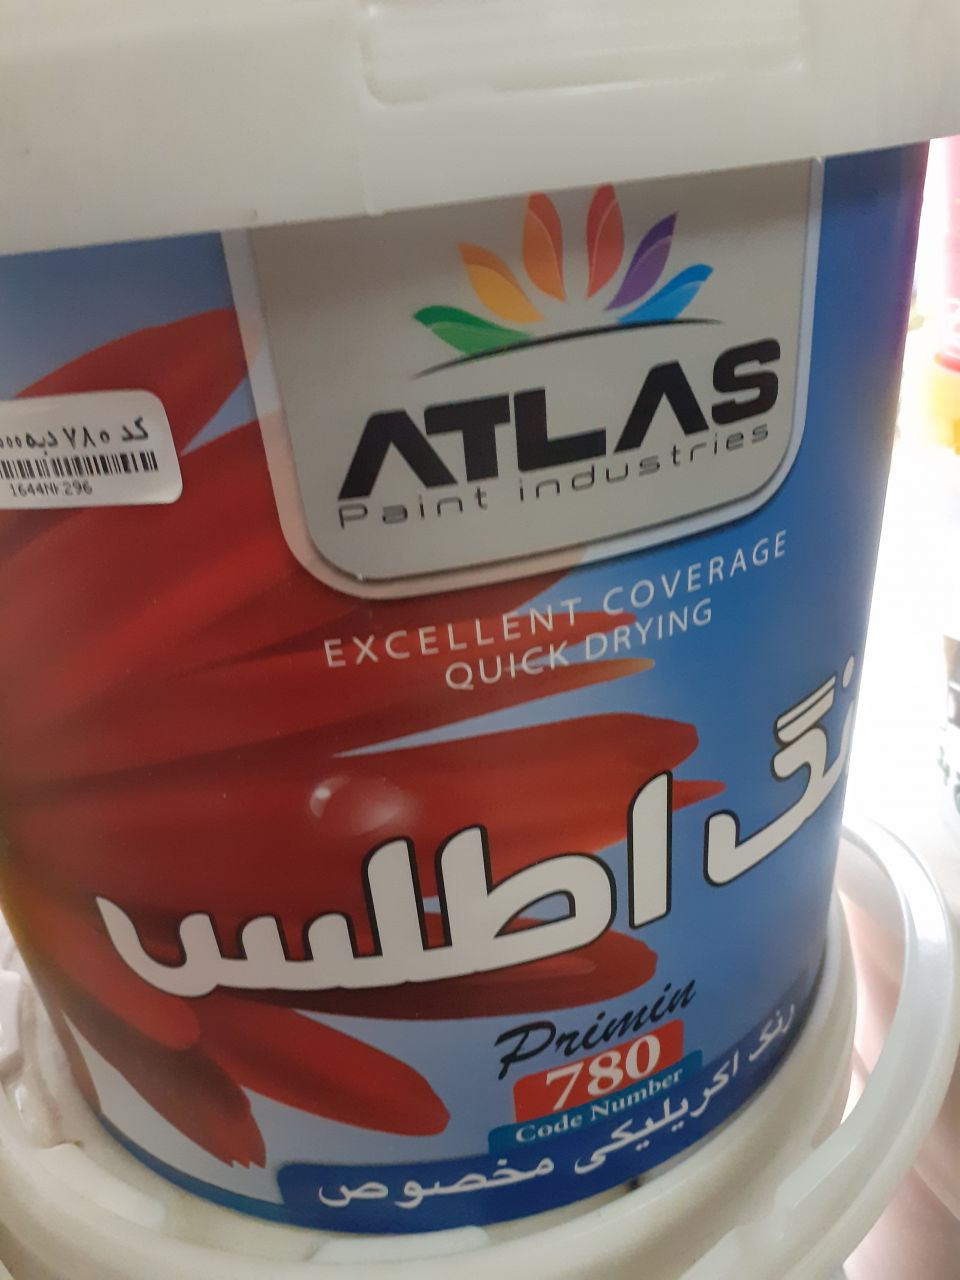 ATLAS
Paint industries
کد ۷۸۰ دبه
1644NF296
EXCELLENT COVERAGE
QUICK DRYING
رنگ اطلس
Primin
780
Code Number
رنگ اکریلیکی مخصوص